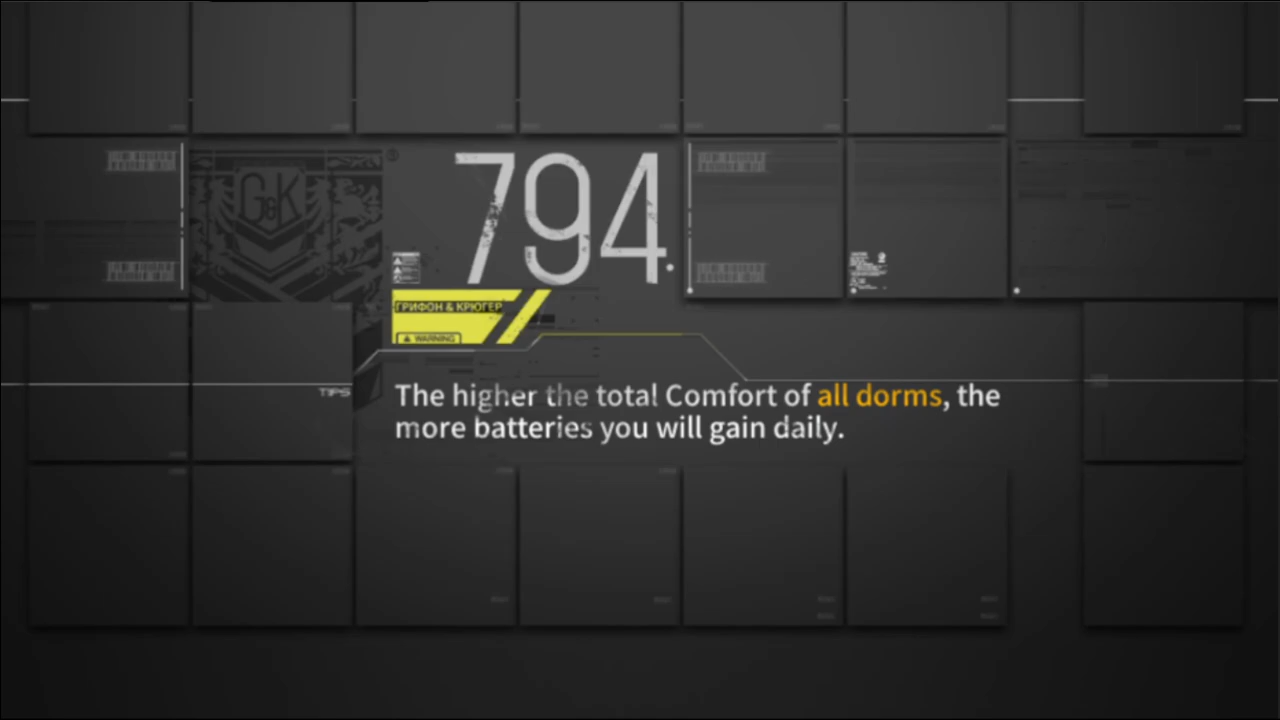 G&K
794.
ГРИФОН & КРЮГЕР
WARNING
TIPS
The higher the total Comfort of all dorms, the
more batteries you will gain daily.